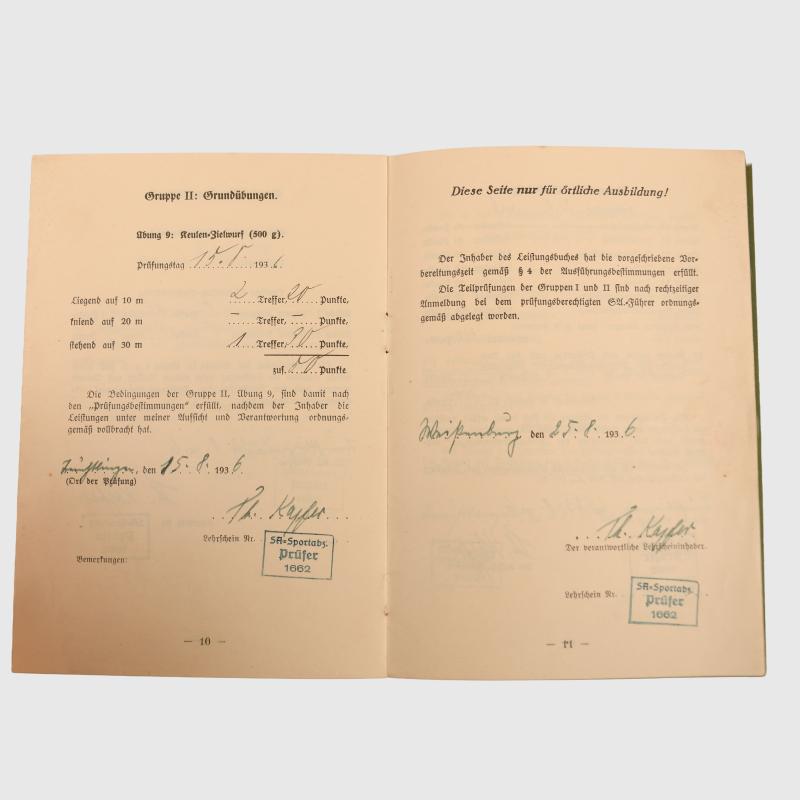 Gruppe II: Grundübungen.
Übung 9: Keulen-Zielwurf (500 g).
Prüfungstag 15. 8. 1936.
Liegend auf 10 m 2 Treffer, 20 Punkte,
kniend auf 20 m – Treffer, – Punkte,
stehend auf 30 m 1 Treffer, 30 Punkte,
zus. Punkte
Die Bedingungen der Gruppe II, Übung 9, sind damit nach
den „Prüfungsbestimmungen" erfüllt, nachdem der Inhaber die
Leistungen unter meiner Aufsicht und Verantwortung ordnungs-
gemäß vollbracht hat.
den 15. 8. 1936
(Ort der Prüfung)
Th. Kapfer
Lehrschein Nr.
SA-Sportabz.
Prüfer
1662
Bemerkungen:
— 10 —
Diese Seite nur für örtliche Ausbildung!
Der Inhaber des Leistungsbuches hat die vorgeschriebene Vor-
bereitungszeit gemäß § 4 der Ausführungsbestimmungen erfüllt.
Die Teilprüfungen der Gruppen I und II sind nach rechtzeitiger
Anmeldung bei dem prüfungsberechtigten SA.-Führer ordnungs-
gemäß abgelegt worden.
Weißenburg den 25. 8. 1936.
Th. Kapfer
Der verantwortliche Lehrscheininhaber.
Lehrschein Nr.
SA-Sportabz.
Prüfer
1662
— 11 —